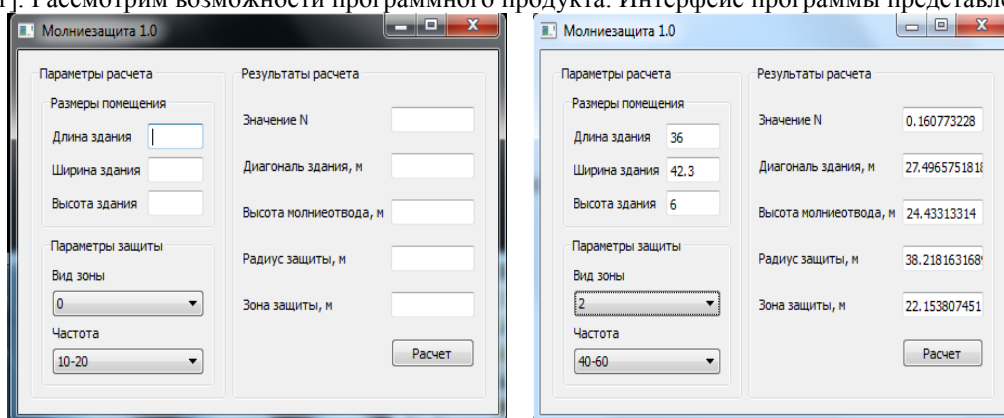 ]. Рассмотрим возможности программного продукта. Интерфейс программы представле
Молниезащита 1.0
Параметры расчета
Размеры помещения
Длина здания
Ширина здания
Высота здания
Параметры защиты
Вид зоны
0
Частота
10-20
Результаты расчета
Значение N
Диагональ здания, м
Высота молниеотвода, м
Радиус защиты, м
Зона защиты, м
Расчет
Молниезащита 1.0
Параметры расчета
Размеры помещения
Длина здания 36
Ширина здания 42.3
Высота здания 6
Параметры защиты
Вид зоны
2
Частота
40-60
Результаты расчета
Значение N 0.160773228
Диагональ здания, м 27.4965751818
Высота молниеотвода, м 24.43313314
Радиус защиты, м 38.218163168
Зона защиты, м 22.153807451
Расчет